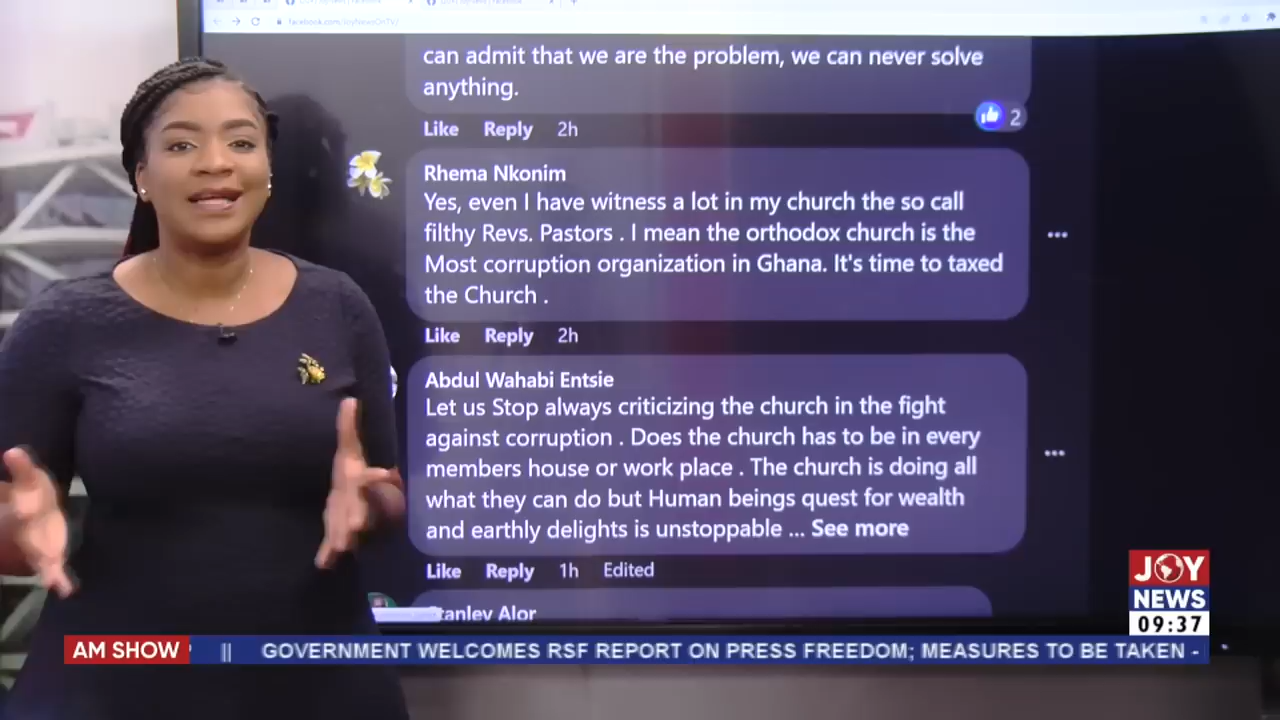 facebook.com/JoyNewsOnTV/
can admit that we are the problem, we can never solve
anything.
2
Like Reply 2h
Rhema Nkonim
Yes, even I have witness a lot in my church the so call
filthy Revs. Pastors . I mean the orthodox church is the
Most corruption organization in Ghana. It's time to taxed
the Church .
Like Reply 2h
Abdul Wahabi Entsie
Let us Stop always criticizing the church in the fight
against corruption . Does the church has to be in every
members house or work place . The church is doing all
what they can do but Human beings quest for wealth
and earthly delights is unstoppable ... See more
Like Reply 1h Edited
Stanley Alor
JOY
NEWS
09:37
AM SHOW || GOVERNMENT WELCOMES RSF REPORT ON PRESS FREEDOM; MEASURES TO BE TAKEN -